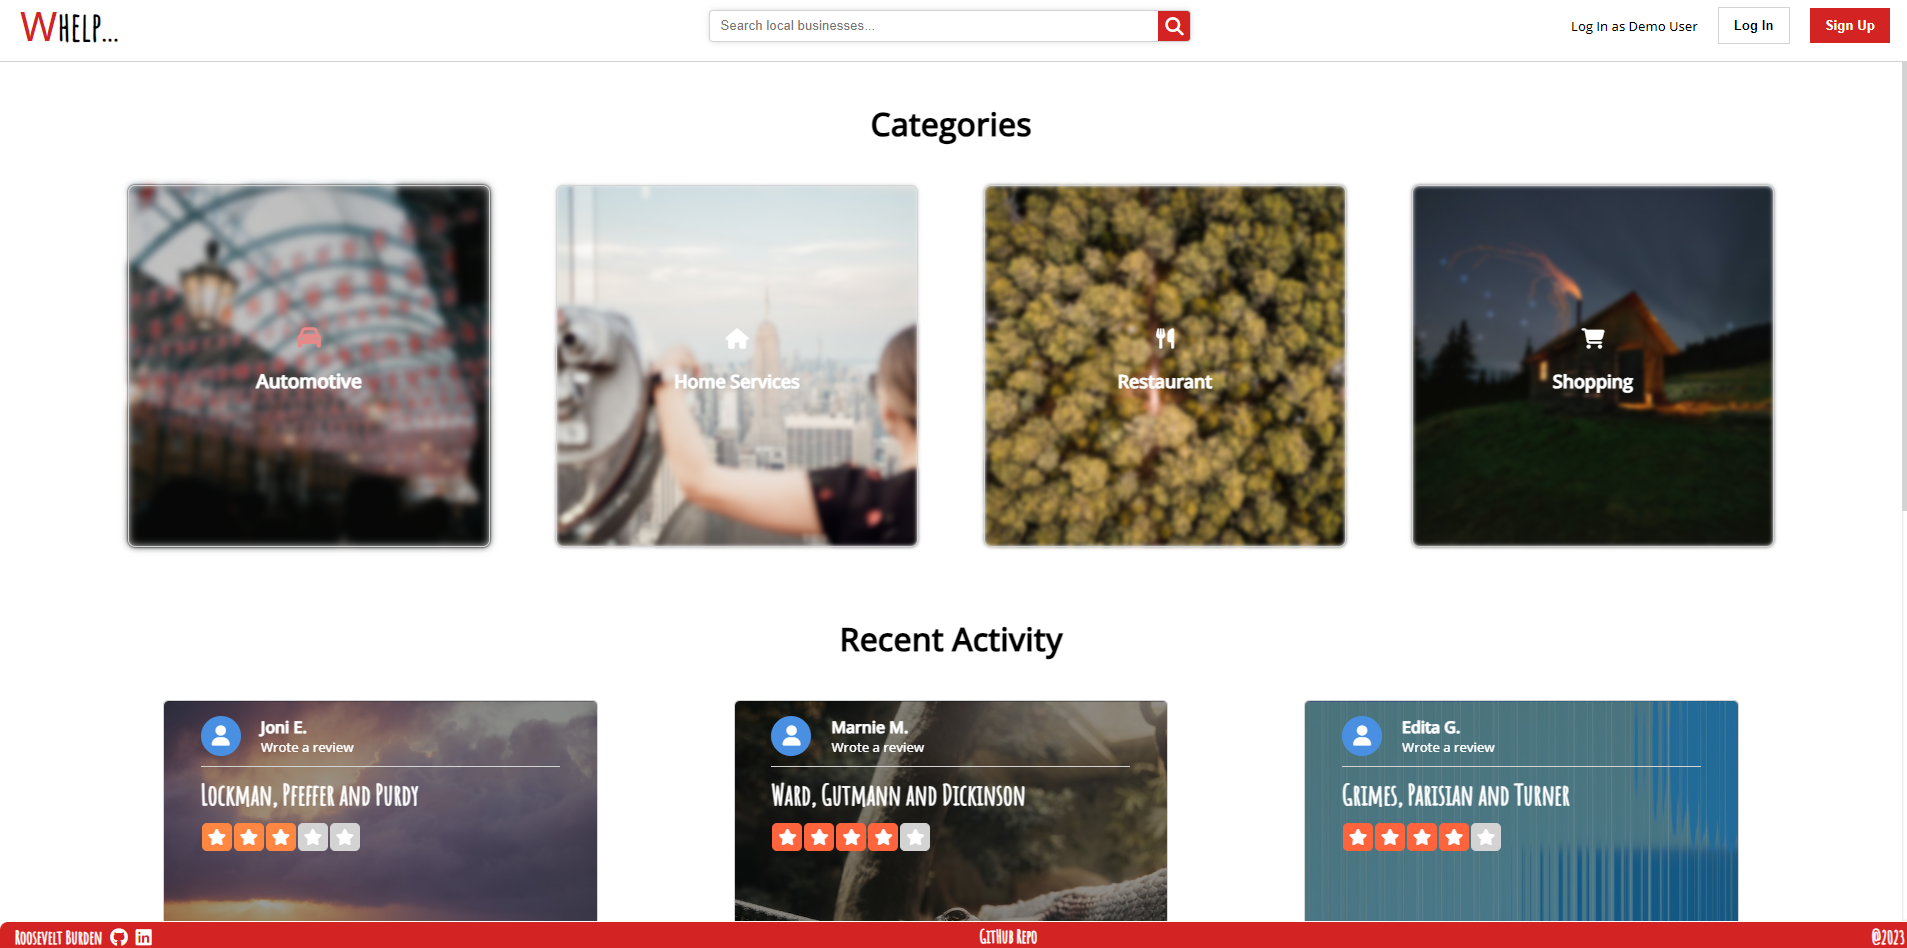 WHELP...
Search local businesses...
Log In as Demo User
Log In
Sign Up
Categories
Automotive
Home Services
Restaurant
Shopping
Recent Activity
Joni E.
Wrote a review
Lockman, Pfeffer and Purdy
Marnie M.
Wrote a review
Ward, Gutmann and Dickinson
Edita G.
Wrote a review
Grimes, Parisian and Turner
Roosevelt Burden
in
GitHub Repo
@2023